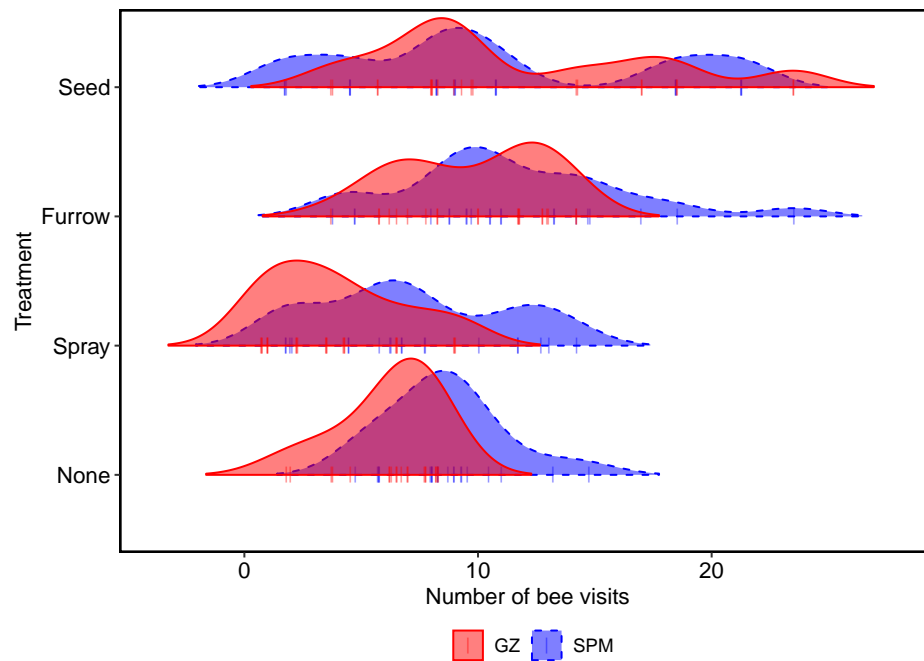 Treatment
Seed
Furrow
Spray
None
0 10 20
Number of bee visits
GZ SPM